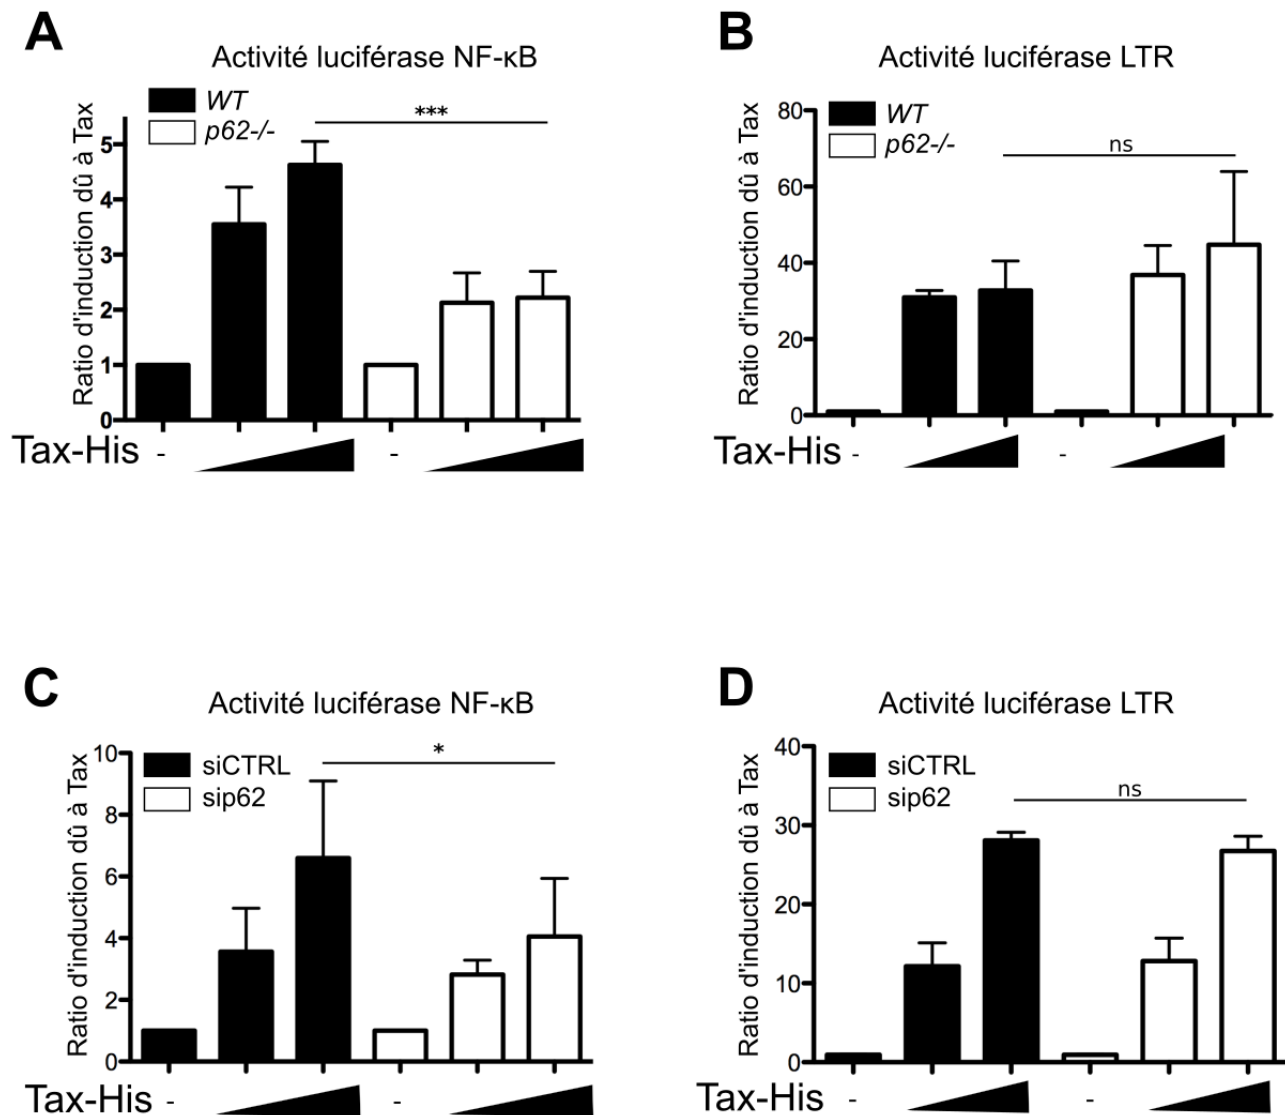 A
Activité luciférase NF-κB
WT
p62-/-
***
Ratio d'induction dû à Tax
5
4
3
2
1
0
Tax-His - -
B
Activité luciférase LTR
WT
p62-/-
ns
Ratio d'induction dû à Tax
80
60
40
20
0
Tax-His - -
C
Activité luciférase NF-κB
siCTRL
sip62
*
Ratio d'induction dû à Tax
10
8
6
4
2
0
Tax-His - -
D
Activité luciférase LTR
siCTRL
sip62
ns
Ratio d'induction dû à Tax
40
30
20
10
0
Tax-His - -